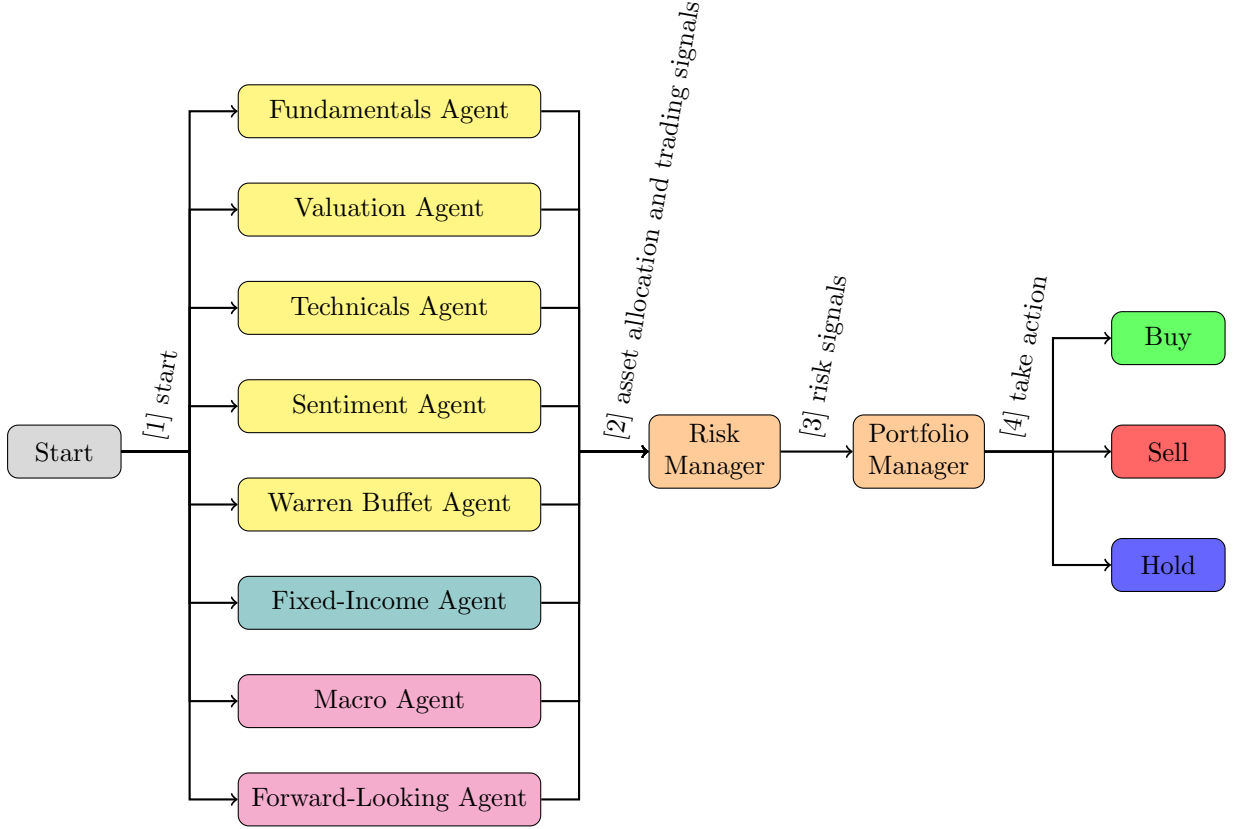 Start
[1] start
Fundamentals Agent
Valuation Agent
Technicals Agent
Sentiment Agent
Warren Buffet Agent
Fixed-Income Agent
Macro Agent
Forward-Looking Agent
[2] asset allocation and trading signals
Risk
Manager
[3] risk signals
Portfolio
Manager
[4] take action
Buy
Sell
Hold